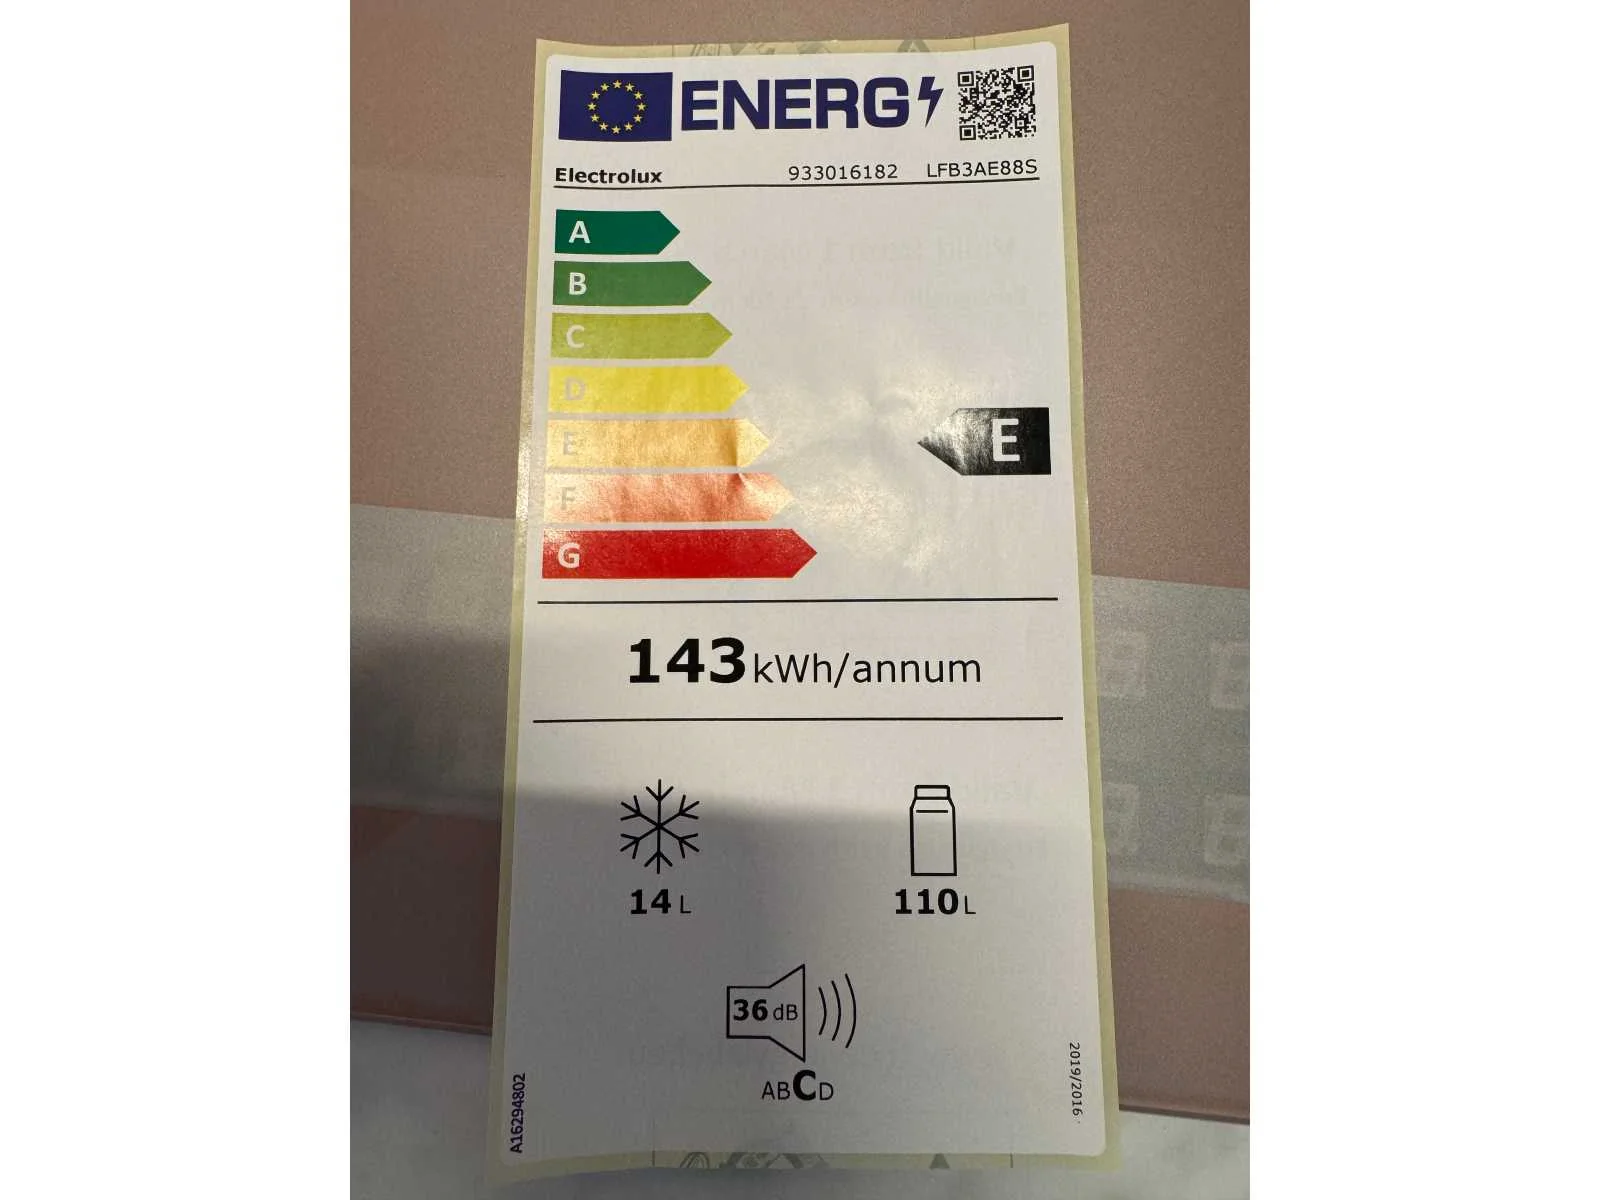 ENERG
Electrolux 933016182 LFB3AE88S
A
B
C
D
E
E
F
G
143 kWh/annum
14 L
110 L
36 dB
ABCD
2019/2016
A16294802